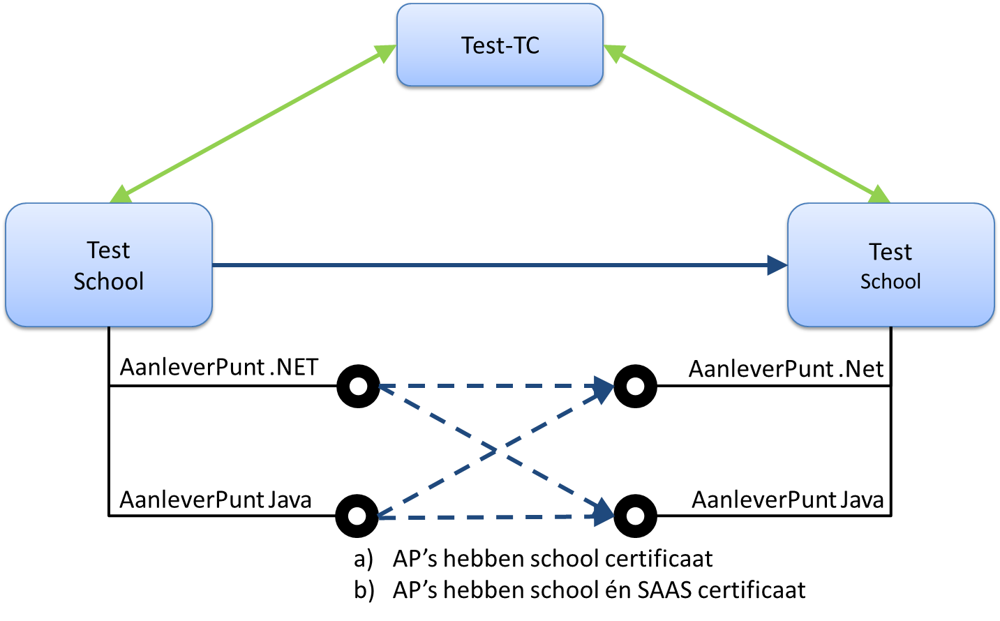 Test-TC
Test
School
Test
School
AanleverPunt .NET
AanleverPunt .Net
AanleverPunt Java
AanleverPunt Java
a) AP’s hebben school certificaat
b) AP’s hebben school én SAAS certificaat